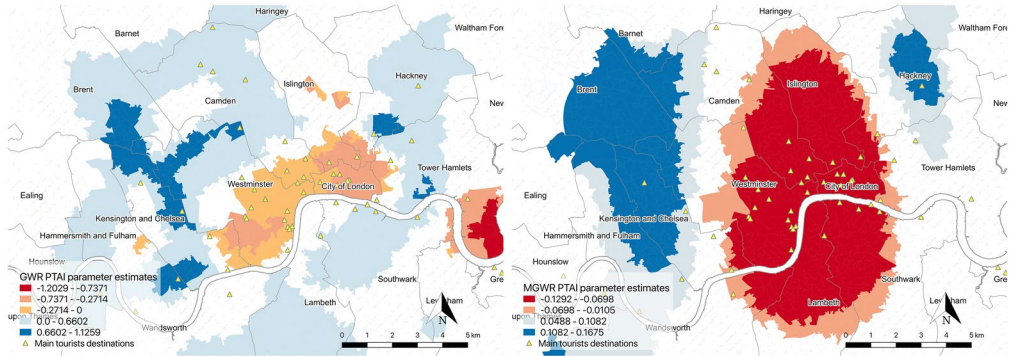 Haringey
Barnet
Waltham Fore
Islington
Hackney
Brent
Camden
New
Tower Hamlets
Westminster
City of London
Ealing
Kensington and Chelsea
Hammersmith and Fulham
Hounslow
GWR PTAI parameter estimates
-1.2029 - -0.7371
-0.7371 - -0.2714
-0.2714 - 0
0.0 - 0.6602
0.6602 - 1.1259
Main tourists destinations
Southwark
Gre
Lambeth
Wandsworth
N
0 1 2 3 4 5 km
Haringey
Barnet
Waltham Fore
Islington
Hackney
Brent
Camden
New
Tower Hamlets
Westminster
City of London
Ealing
Kensington and Chelsea
Hammersmith and Fulham
Hounslow
MGWR PTAI parameter estimates
-0.1292 - -0.0698
-0.0698 - -0.0105
0.0488 - 0.1082
0.1082 - 0.1675
Main tourists destinations
Southwark
Gre
Lambeth
Wandsworth
N
0 1 2 3 4 5 km